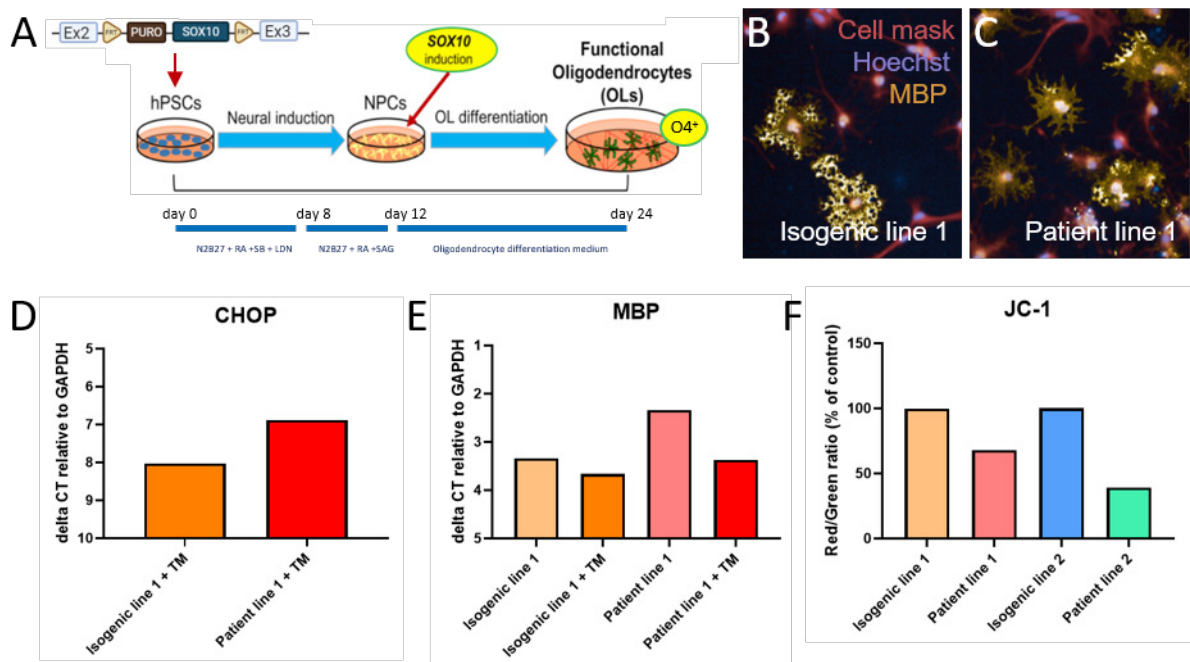 A
Ex2 FRT PURO SOX10 FRT Ex3
SOX10
induction
Functional
Oligodendrocytes
(OLs)
hPSCs
NPCs
O4+
Neural induction
OL differentiation
day 0
day 8
day 12
day 24
N2B27 + RA +SB + LDN
N2B27 + RA +SAG
Oligodendrocyte differentiation medium
B
Cell mask
Hoechst
MBP
Isogenic line 1
C
Patient line 1
D
CHOP
delta CT relative to GAPDH
5
6
7
8
9
10
Isogenic line 1 + TM
Patient line 1 + TM
E
MBP
delta CT relative to GAPDH
1
2
3
4
5
Isogenic line 1
Isogenic line 1 + TM
Patient line 1
Patient line 1 + TM
F
JC-1
Red/Green ratio (% of control)
150
100
50
0
Isogenic line 1
Patient line 1
Isogenic line 2
Patient line 2